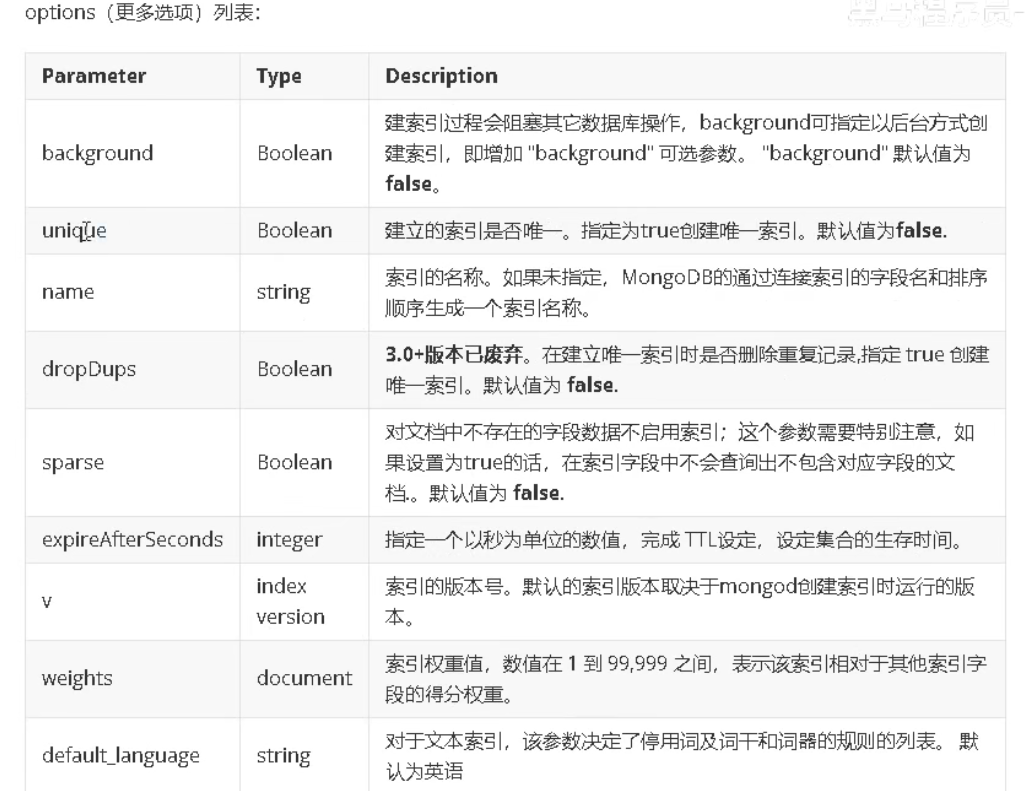 options（更多选项）列表：
Parameter Type Description
background Boolean 建索引过程会阻塞其它数据库操作，background可指定以后台方式创
建索引，即增加 "background" 可选参数。 "background" 默认值为
false。
unique Boolean 建立的索引是否唯一。指定为true创建唯一索引。默认值为false.
name string 索引的名称。如果未指定，MongoDB的通过连接索引的字段名和排序
顺序生成一个索引名称。
dropDups Boolean 3.0+版本已废弃。在建立唯一索引时是否删除重复记录,指定 true 创建
唯一索引。默认值为 false.
sparse Boolean 对文档中不存在的字段数据不启用索引；这个参数需要特别注意，如
果设置为true的话，在索引字段中不会查询出不包含对应字段的文
档.。默认值为 false.
expireAfterSeconds integer 指定一个以秒为单位的数值，完成 TTL设定，设定集合的生存时间。
v index version 索引的版本号。默认的索引版本取决于mongod创建索引时运行的版
本。
weights document 索引权重值，数值在 1 到 99,999 之间，表示该索引相对于其他索引字
段的得分权重。
default_language string 对于文本索引，该参数决定了停用词及词干和词器的规则的列表。 默
认为英语